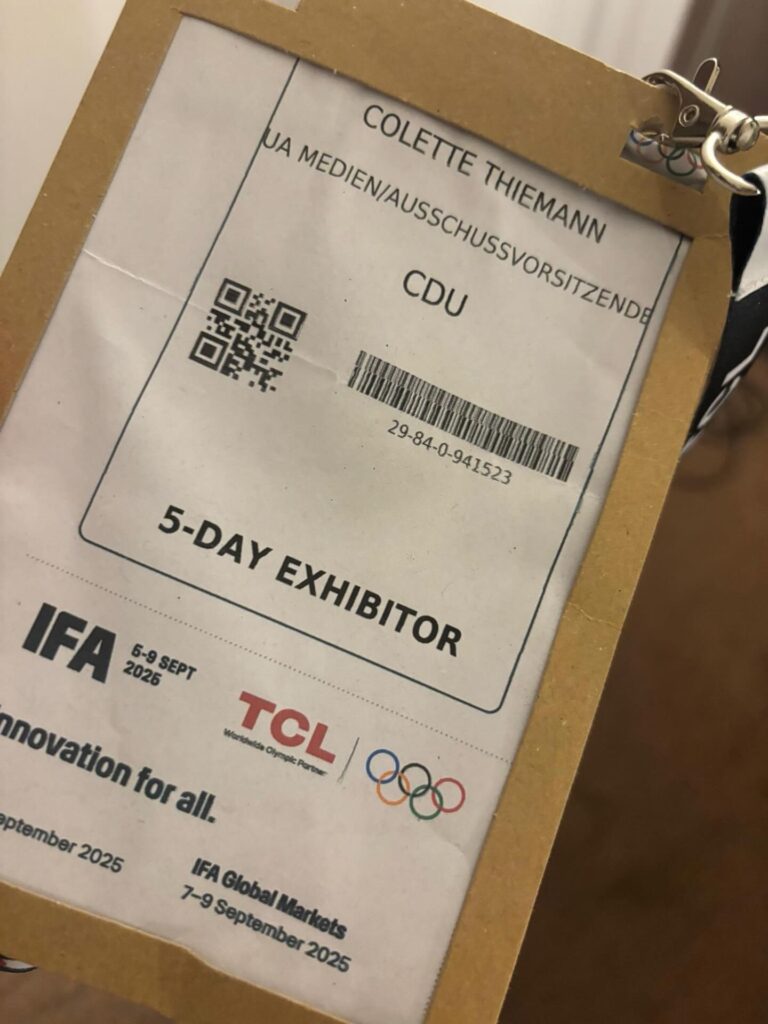 COLETTE THIEMANN
UA MEDIEN/AUSSCHUSSVORSITZENDE
CDU
29-84-0-941523
5-DAY EXHIBITOR
IFA
5-9 SEPT
2025
TCL
Worldwide Olympic Partner
nnovation for all.
eptember 2025
IFA Global Markets
7–9 September 2025